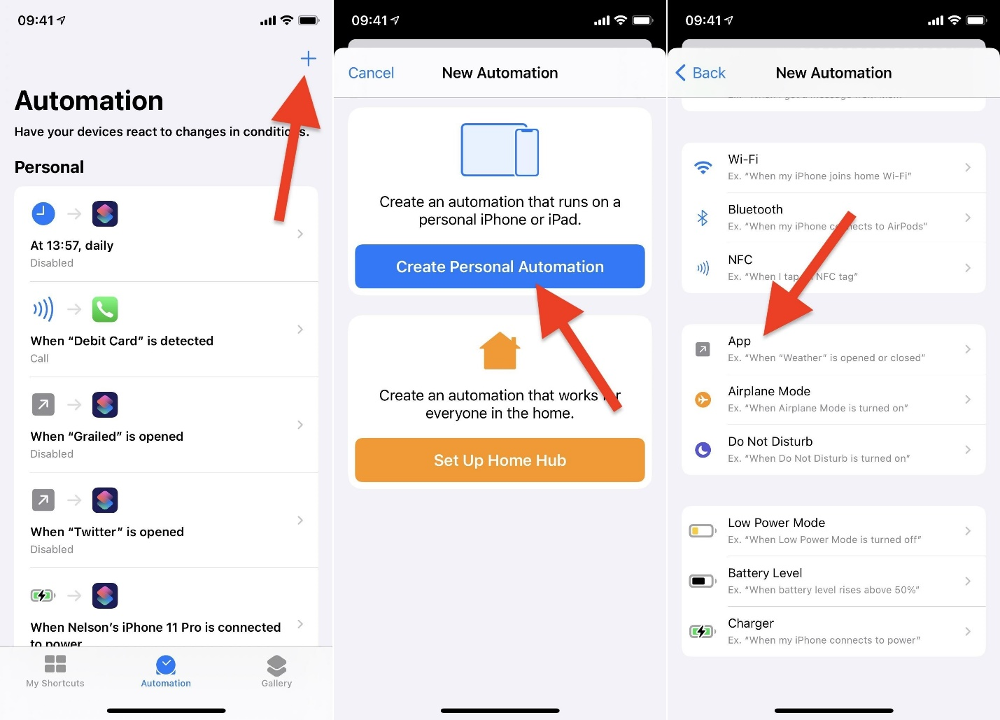 09:41
Automation
Have your devices react to changes in conditions.
Personal
At 13:57, daily
Disabled
When “Debit Card” is detected
Call
When “Grailed” is opened
Disabled
When “Twitter” is opened
Disabled
When Nelson’s iPhone 11 Pro is connected
to power
My Shortcuts
Automation
Gallery
09:41
Cancel
New Automation
Create an automation that runs on a
personal iPhone or iPad.
Create Personal Automation
Create an automation that works for
everyone in the home.
Set Up Home Hub
09:41
Back
New Automation
Wi-Fi
Ex. “When my iPhone joins home Wi-Fi”
Bluetooth
Ex. “When my iPhone connects to AirPods”
NFC
Ex. “When I tap an NFC tag”
App
Ex. “When “Weather” is opened or closed”
Airplane Mode
Ex. “When Airplane Mode is turned on”
Do Not Disturb
Ex. “When Do Not Disturb is turned on”
Low Power Mode
Ex. “When Low Power Mode is turned off”
Battery Level
Ex. “When battery level rises above 50%”
Charger
Ex. “When my iPhone connects to power”